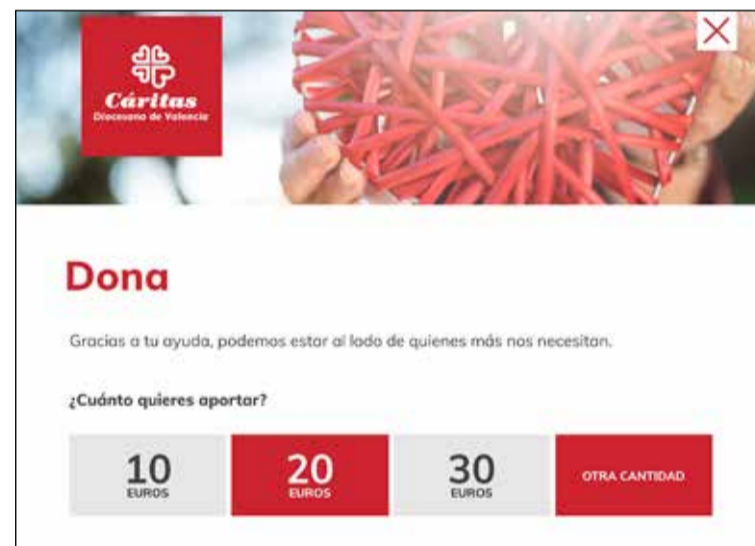 Cáritas
Diocesana de Valencia
Dona
Gracias a tu ayuda, podemos estar al lado de quienes más nos necesitan.
¿Cuánto quieres aportar?
10
EUROS
20
EUROS
30
EUROS
OTRA CANTIDAD